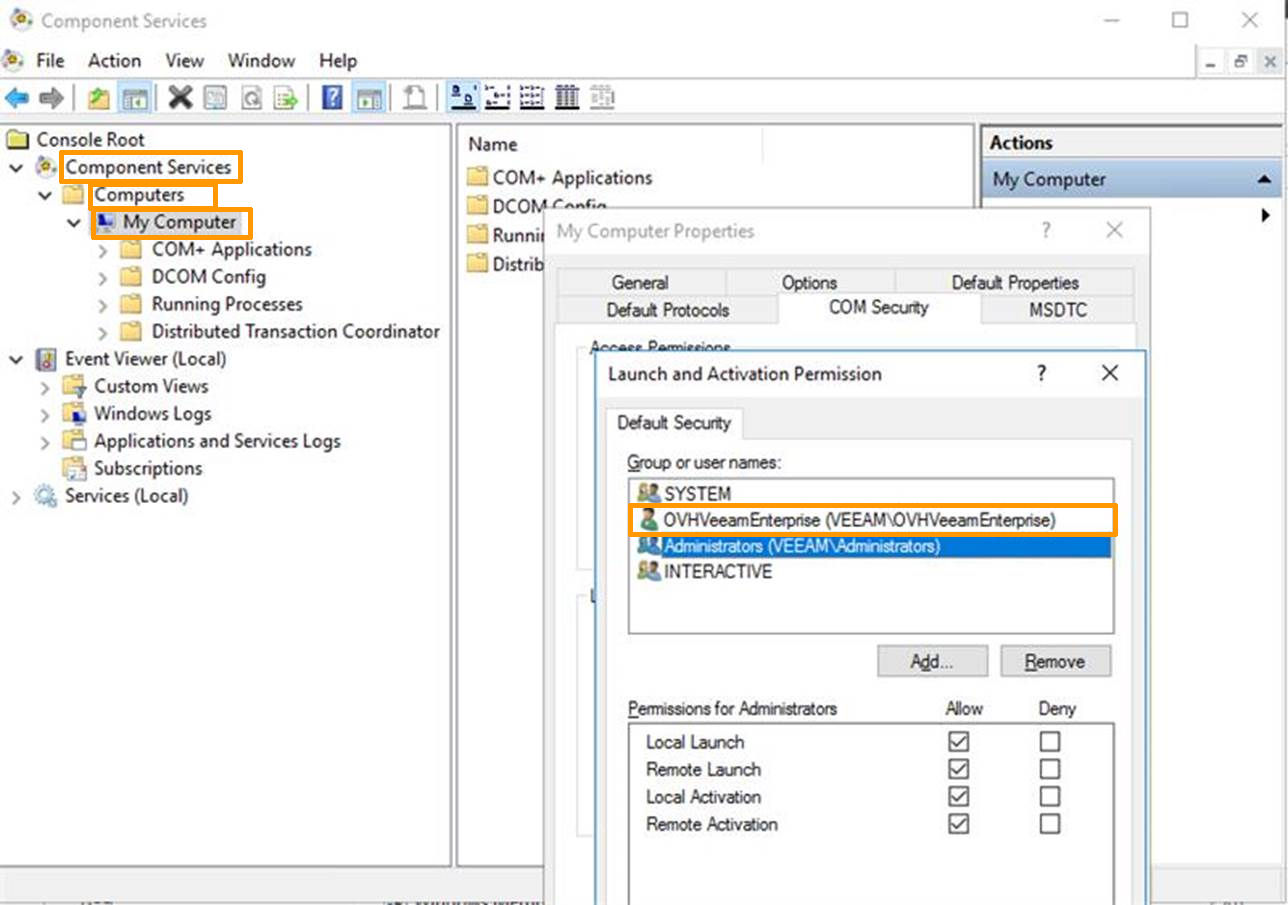 Component Services
File Action View Window Help
Console Root
Component Services
Computers
My Computer
COM+ Applications
DCOM Config
Running Processes
Distributed Transaction Coordinator
Event Viewer (Local)
Custom Views
Windows Logs
Applications and Services Logs
Subscriptions
Services (Local)
Name
COM+ Applications
DCOM Config
Runnin
Distrib
Actions
My Computer
My Computer Properties
General Options Default Properties
Default Protocols COM Security MSDTC
Access Permissions
Launch and Activation Permission
Default Security
Group or user names:
SYSTEM
OVHVeeamEnterprise (VEEAM\OVHVeeamEnterprise)
Administrators (VEEAM\Administrators)
INTERACTIVE
Add... Remove
Permissions for Administrators Allow Deny
Local Launch
Remote Launch
Local Activation
Remote Activation